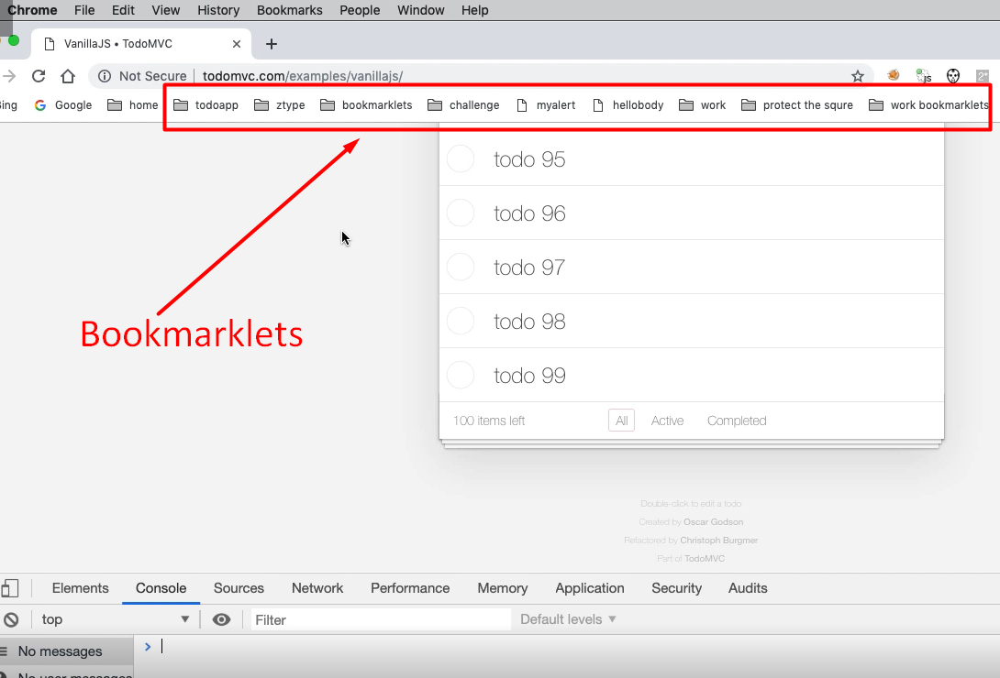 Chrome File Edit View History Bookmarks People Window Help
VanillaJS • TodoMVC
Not Secure todomvc.com/examples/vanillajs/
Google home todoapp ztype bookmarklets challenge myalert hellobody work protect the squre work bookmarklets
todo 95
todo 96
todo 97
todo 98
todo 99
Bookmarklets
100 items left All Active Completed
Double-click to edit a todo
Created by Oscar Godson
Refactored by Christoph Burgmer
Part of TodoMVC
Elements Console Sources Network Performance Memory Application Security Audits
top Filter Default levels
No messages
No user messages